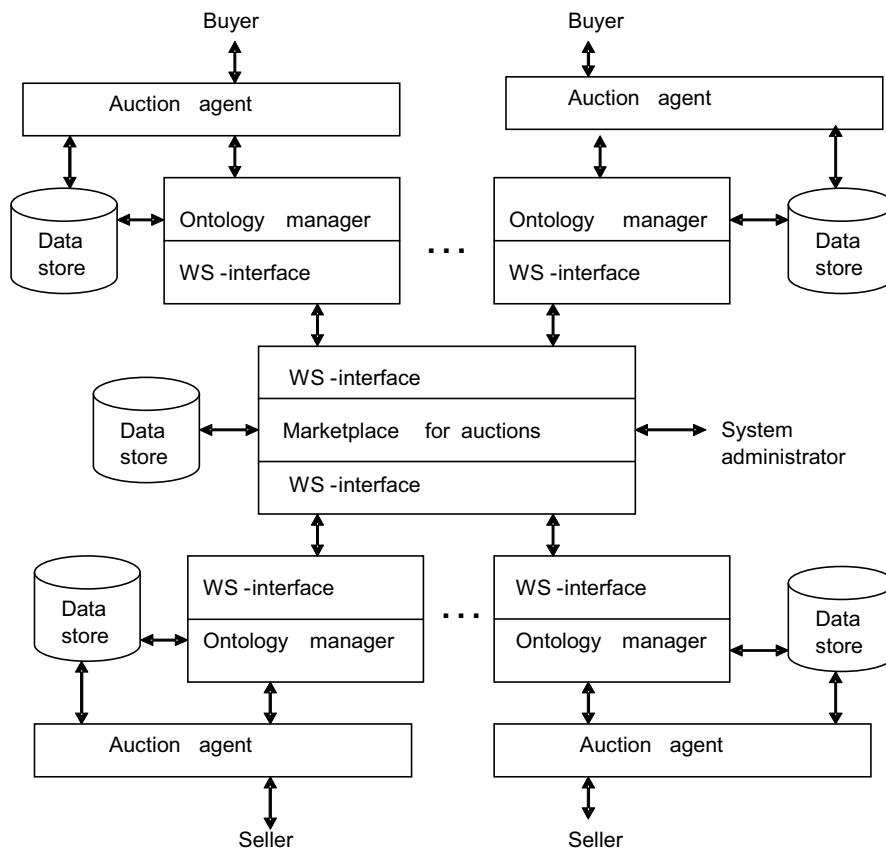 Buyer
Buyer
Auction agent
Auction agent
Data
store
Ontology manager
WS -interface
. . .
Ontology manager
WS -interface
Data
store
WS -interface
Data
store
Marketplace for auctions
System
administrator
WS -interface
Data
store
WS -interface
Ontology manager
. . .
WS -interface
Ontology manager
Data
store
Auction agent
Auction agent
Seller
Seller